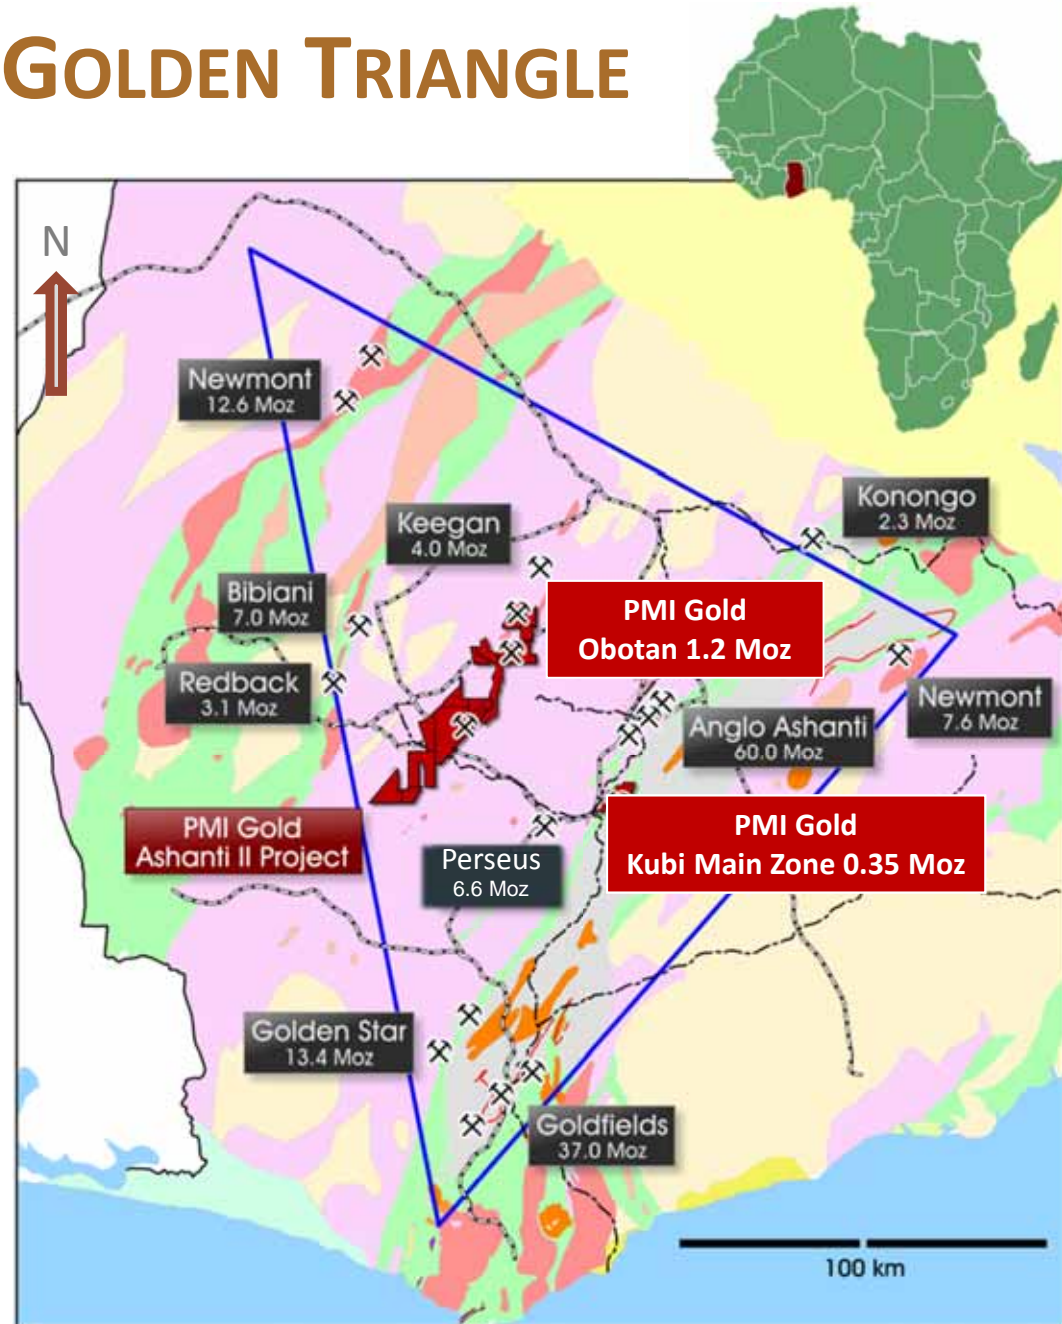 GOLDEN TRIANGLE
N
Newmont
12.6 Moz
Keegan
4.0 Moz
Konongo
2.3 Moz
Bibiani
7.0 Moz
PMI Gold
Obotan 1.2 Moz
Redback
3.1 Moz
Newmont
7.6 Moz
Anglo Ashanti
60.0 Moz
PMI Gold
Ashanti II Project
PMI Gold
Kubi Main Zone 0.35 Moz
Perseus
6.6 Moz
Golden Star
13.4 Moz
Goldfields
37.0 Moz
100 km